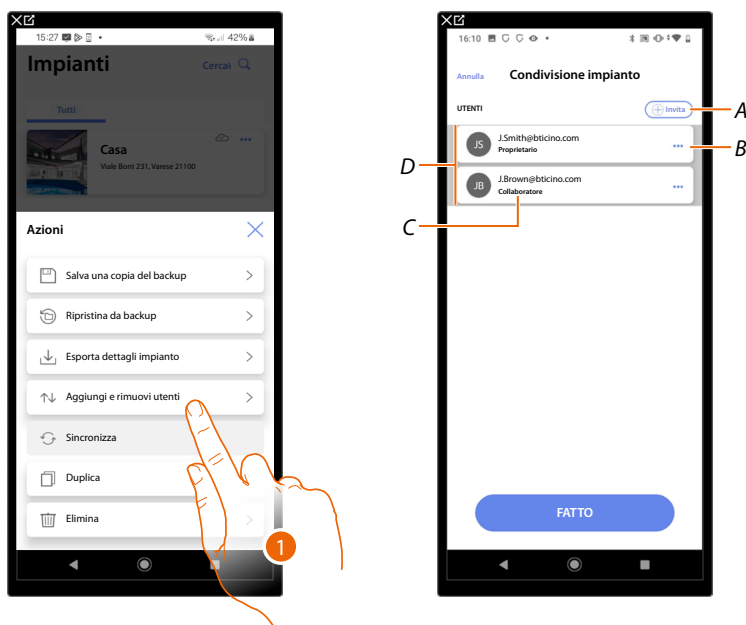 15:27
42%
Impianti
Cerca
Tutti
Casa
Viale Borri 231, Varese 21100
Azioni
Salva una copia del backup
Ripristina da backup
Esporta dettagli impianto
Aggiungi e rimuovi utenti
Sincronizza
Duplica
Elimina
1
16:10
Annulla
Condivisione impianto
UTENTI
Invita
A
JS
J.Smith@bticino.com
Proprietario
B
D
JB
J.Brown@bticino.com
Collaboratore
C
FATTO